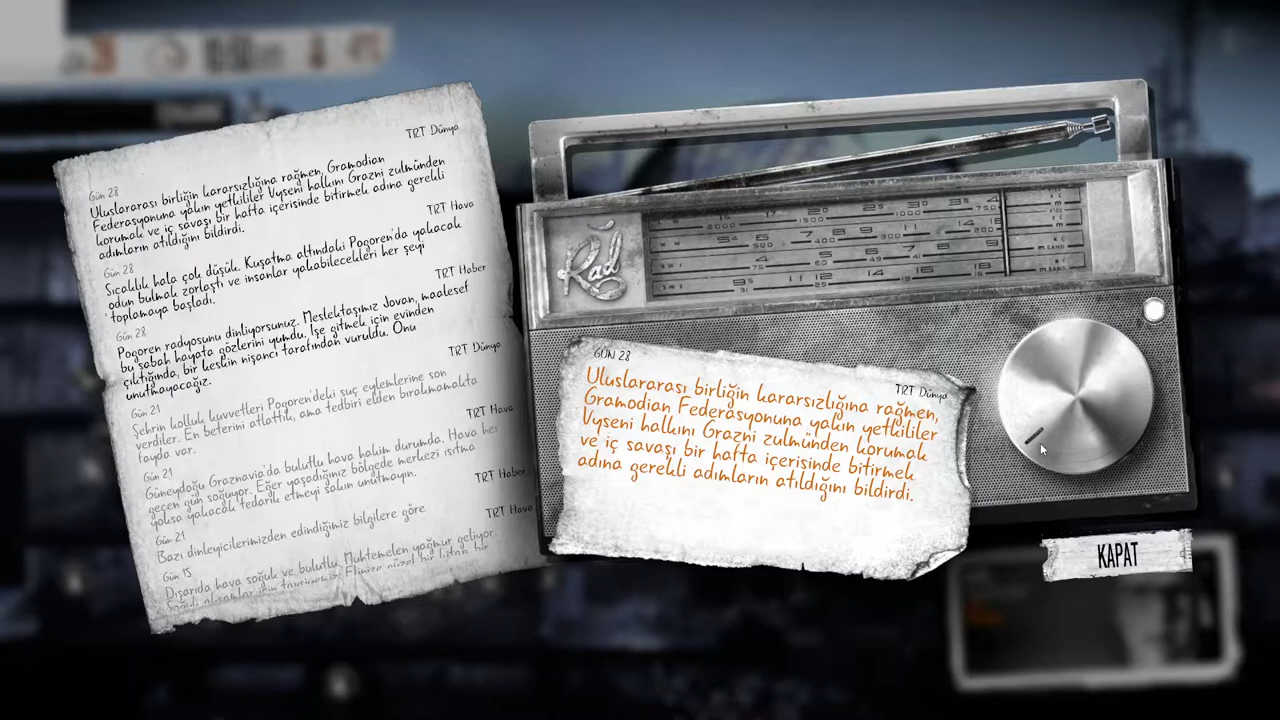 TRT Dünya
Gün 28
Uluslararası birliğin kararsızlığına rağmen, Gramodian
Federasyonuna yakın yetkililer Vyseni halkını Grazni zulmünden
korumak ve iç savaşı bir hafta içerisinde bitirmek adına gerekli
adımların atıldığını bildirdi.
TRT Hava
Gün 28
Sıcaklık hala çok düşük. Kuşatma altındaki Pogoren'da yakacak
odun bulmak zorlaştı ve insanlar yakabilecekleri her şeyi
toplamaya başladı.
TRT Haber
Gün 28
Pogoren radyosunu dinliyorsunuz. Meslektaşımız Jovan, maalesef
bu sabah hayata gözlerini yumdu. İşe gitmek için evinden
çıktığında, bir keskin nişancı tarafından vuruldu. Onu
unutmayacağız.
TRT Dünya
Gün 21
Şehrin kolluk kuvvetleri Pogoren'deki suç eylemlerine son
verdiler. En beterini atlattık, ama tedbiri elden bırakmamakta
fayda var.
TRT Hava
Gün 21
Güneydoğu Graznavia'da bulutlu hava hakim durumda. Hava her
geçen gün soğuyor. Eğer yaşadığınız bölgede merkezi ısıtma
yoksa yakacak tedarik etmeyi sakın unutmayın.
TRT Haber
Gün 21
Bazı dinleyicilerimizden edindiğimiz bilgilere göre
TRT Hava
Gün 15
Dışarıda hava soğuk ve bulutlu. Muhtemelen yağmur geliyor.
Rad
GÜN 28
TRT Dünya
Uluslararası birliğin kararsızlığına rağmen,
Gramodian Federasyonuna yakın yetkililer
Vyseni halkını Grazni zulmünden korumak
ve iç savaşı bir hafta içerisinde bitirmek
adına gerekli adımların atıldığını bildirdi.
KAPAT